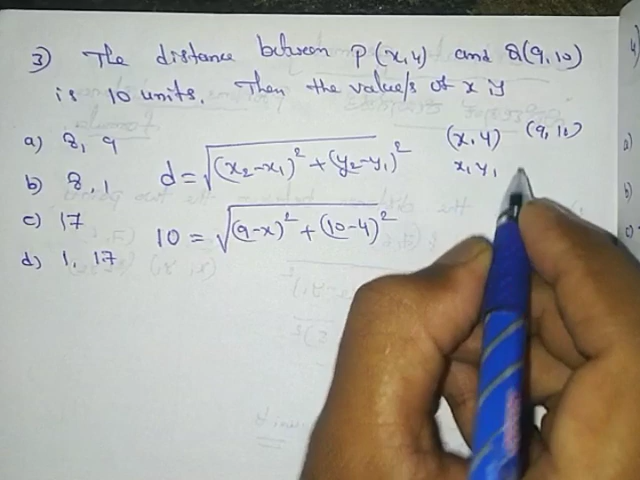 3) The distance between P(x,4) and Q(9,10)
is 10 units. Then the value/s of x is
a) 8, 9
b) 8, 1
c) 17
d) 1, 17
d = √(x₂-x₁)² + (y₂-y₁)²
10 = √(9-x)² + (10-4)²
(x,4) (9,10)
x₁ y₁